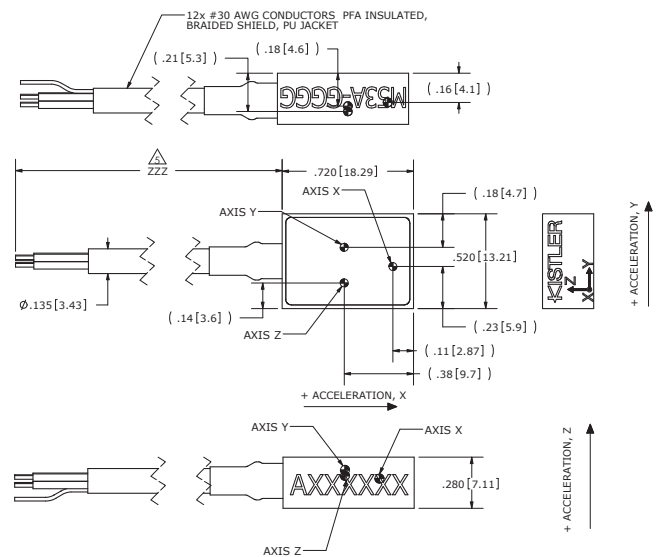 12x #30 AWG CONDUCTORS PFA INSULATED,
BRAIDED SHIELD, PU JACKET
( .18 [4.6] )
( .21 [5.3] )
M53A-GGGG
( .16 [4.1] )
5
ZZZ
.720 [18.29]
AXIS X
( .18 [4.7] )
AXIS Y
.520 [13.21]
KISTLER
Z
X
Y
+ ACCELERATION, Y
Ø.135 [3.43]
( .14 [3.6] )
AXIS Z
( .23 [5.9] )
( .11 [2.87] )
( .38 [9.7] )
+ ACCELERATION, X
AXIS Y
AXIS X
AXXXXXX
.280 [7.11]
+ ACCELERATION, Z
AXIS Z